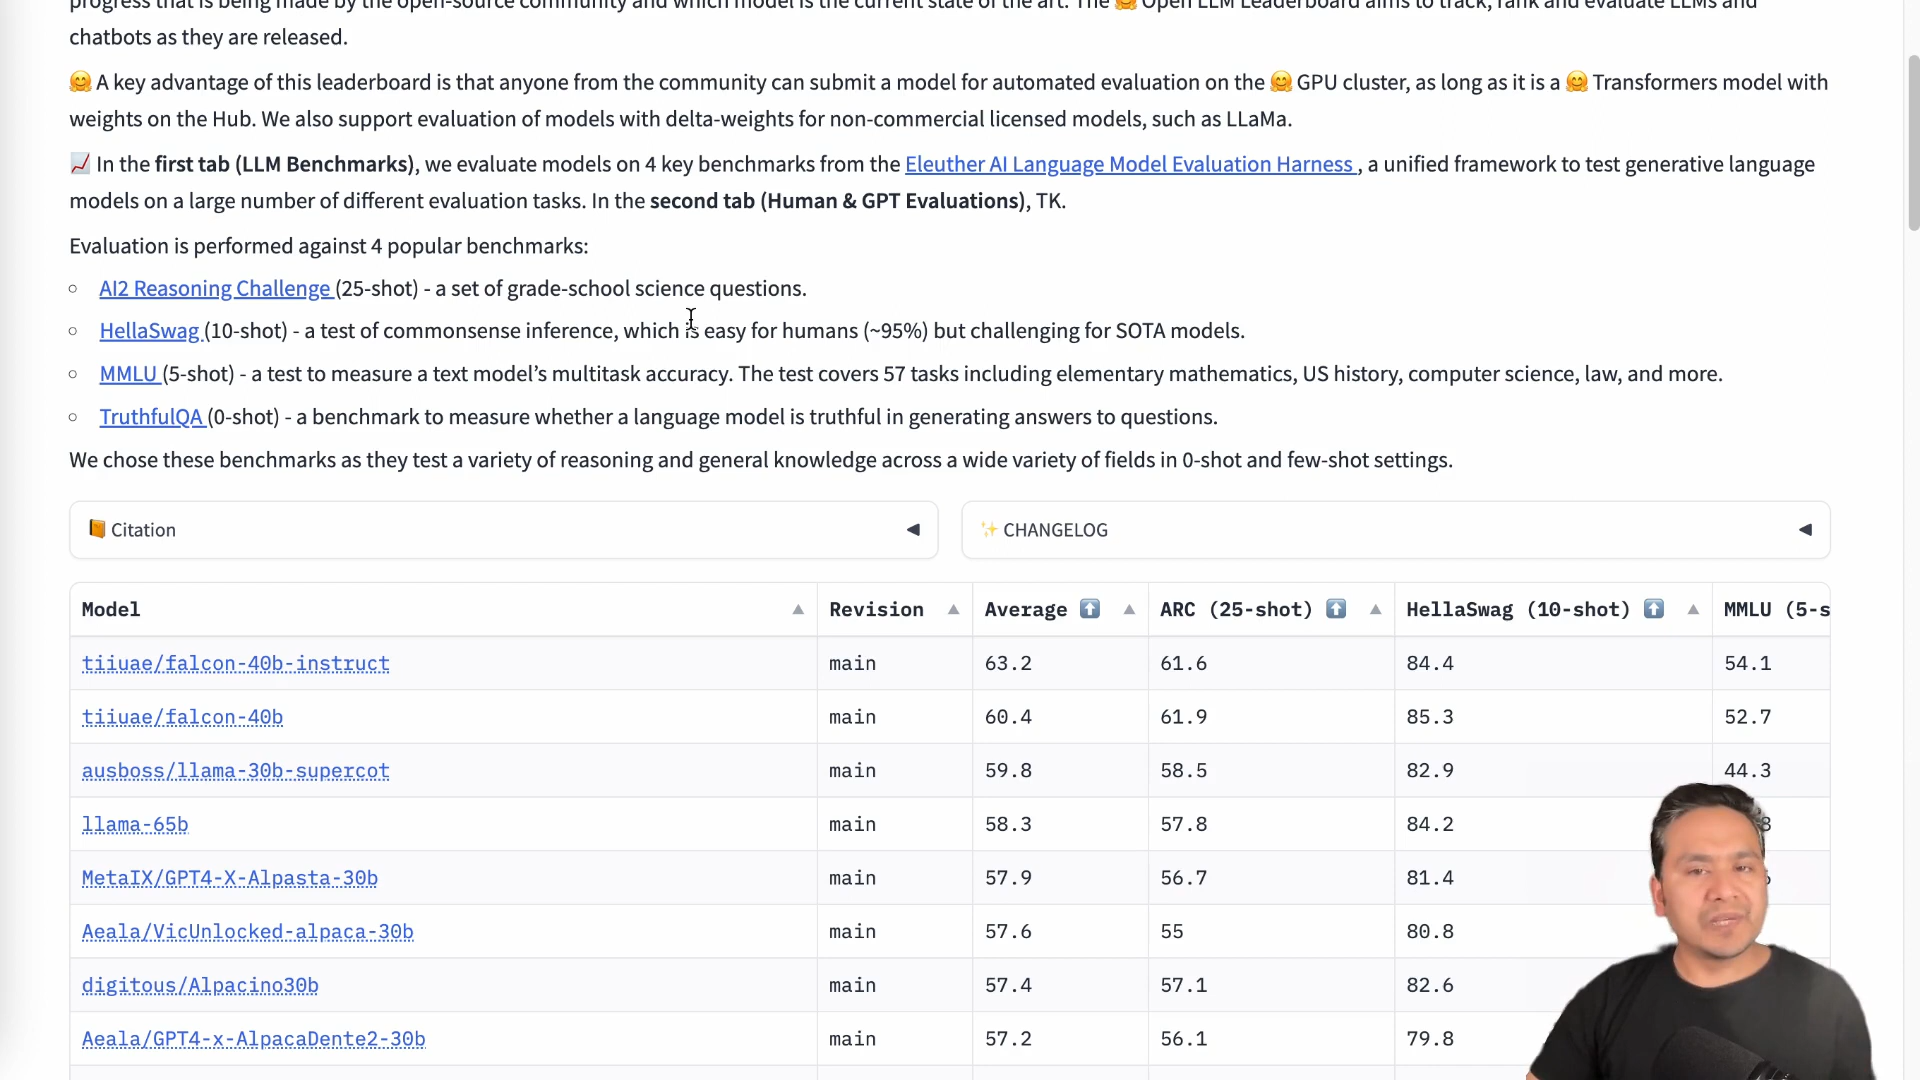 progress that is being made by the open-source community and which model is the current state of the art. The 🤗 Open LLM Leaderboard aims to track, rank and evaluate LLMs and
chatbots as they are released.
🤗 A key advantage of this leaderboard is that anyone from the community can submit a model for automated evaluation on the 🤗 GPU cluster, as long as it is a 🤗 Transformers model with
weights on the Hub. We also support evaluation of models with delta-weights for non-commercial licensed models, such as LLaMa.
📈 In the first tab (LLM Benchmarks), we evaluate models on 4 key benchmarks from the Eleuther AI Language Model Evaluation Harness , a unified framework to test generative language
models on a large number of different evaluation tasks. In the second tab (Human & GPT Evaluations), TK.
Evaluation is performed against 4 popular benchmarks:
AI2 Reasoning Challenge (25-shot) - a set of grade-school science questions.
HellaSwag (10-shot) - a test of commonsense inference, which is easy for humans (~95%) but challenging for SOTA models.
MMLU (5-shot) - a test to measure a text model’s multitask accuracy. The test covers 57 tasks including elementary mathematics, US history, computer science, law, and more.
TruthfulQA (0-shot) - a benchmark to measure whether a language model is truthful in generating answers to questions.
We chose these benchmarks as they test a variety of reasoning and general knowledge across a wide variety of fields in 0-shot and few-shot settings.
📙 Citation ✨ CHANGELOG
Model Revision Average ⬆️ ARC (25-shot) ⬆️ HellaSwag (10-shot) ⬆️ MMLU (5-s
tiiuae/falcon-40b-instruct main 63.2 61.6 84.4 54.1
tiiuae/falcon-40b main 60.4 61.9 85.3 52.7
ausboss/llama-30b-supercot main 59.8 58.5 82.9 44.3
llama-65b main 58.3 57.8 84.2
MetaIX/GPT4-X-Alpasta-30b main 57.9 56.7 81.4
Aeala/VicUnlocked-alpaca-30b main 57.6 55 80.8
digitous/Alpacino30b main 57.4 57.1 82.6
Aeala/GPT4-x-AlpacaDente2-30b main 57.2 56.1 79.8